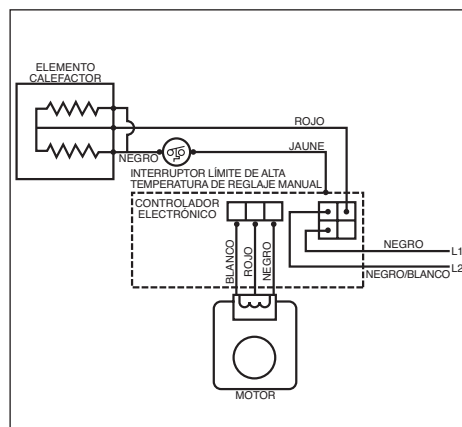 ELEMENTO
CALEFACTOR
ROJO
JAUNE
NEGRO
INTERRUPTOR LÍMITE DE ALTA
TEMPERATURA DE REGLAJE MANUAL
CONTROLADOR
ELECTRÓNICO
BLANCO
ROJO
NEGRO
NEGRO
L1
NEGRO/BLANCO
L2
MOTOR